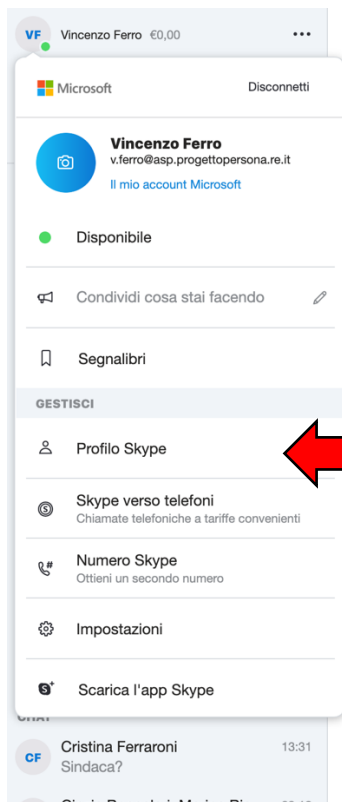 VF Vincenzo Ferro €0,00 •••
Microsoft Disconnetti
Vincenzo Ferro
v.ferro@asp.progettopersona.re.it
Il mio account Microsoft
Disponibile
Condividi cosa stai facendo
Segnalibri
GESTISCI
Profilo Skype
Skype verso telefoni
Chiamate telefoniche a tariffe convenienti
Numero Skype
Ottieni un secondo numero
Impostazioni
Scarica l'app Skype
CHAT
CF Cristina Ferraroni 13:31
Sindaca?